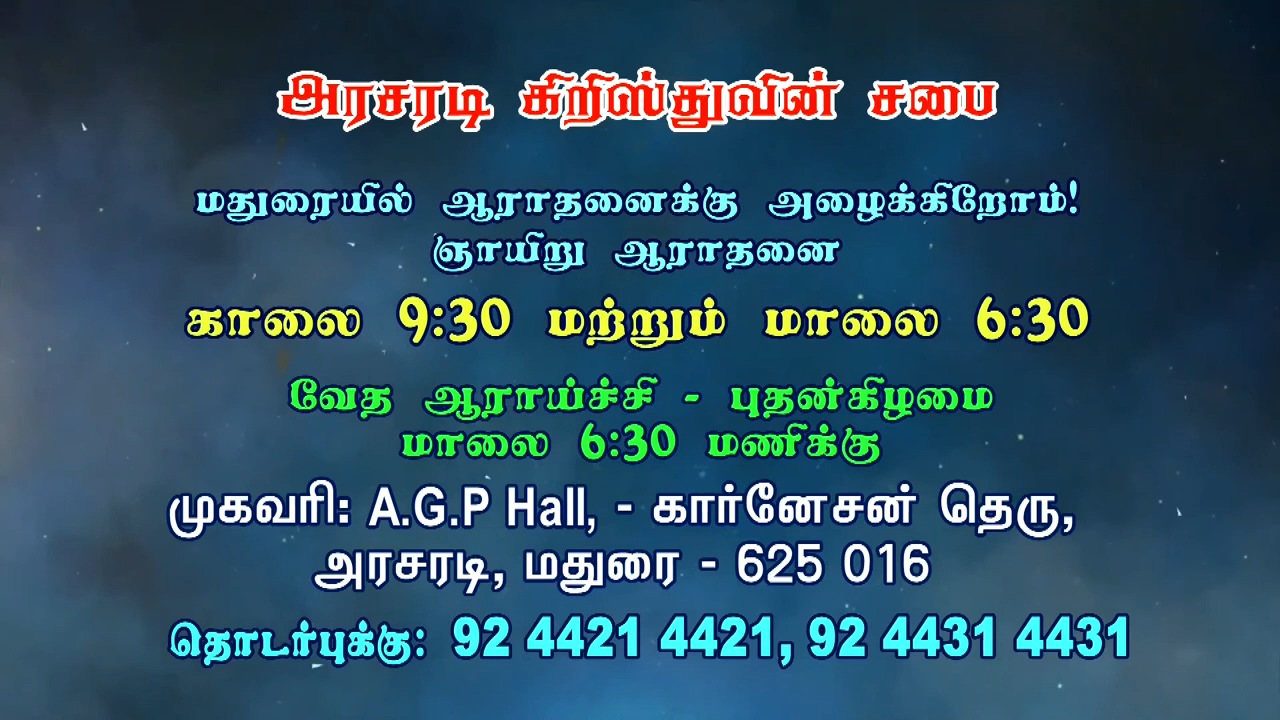 அரசரடி கிறிஸ்துவின் சபை
மதுரையில் ஆராதனைக்கு அழைக்கிறோம்!
ஞாயிறு ஆராதனை
காலை 9:30 மற்றும் மாலை 6:30
வேத ஆராய்ச்சி - புதன்கிழமை
மாலை 6:30 மணிக்கு
முகவரி: A.G.P Hall, - கார்னேசன் தெரு,
அரசரடி, மதுரை - 625 016
தொடர்புக்கு: 92 4421 4421, 92 4431 4431